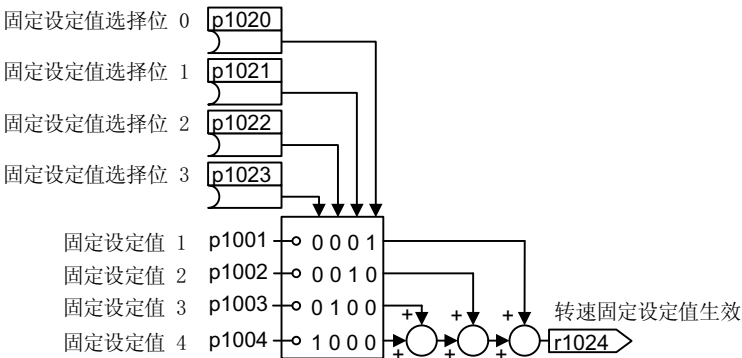 固定设定值选择位 0 p1020
固定设定值选择位 1 p1021
固定设定值选择位 2 p1022
固定设定值选择位 3 p1023
固定设定值 1 p1001 0 0 0 1
固定设定值 2 p1002 0 0 1 0
固定设定值 3 p1003 0 1 0 0
+ + + 转速固定设定值生效
固定设定值 4 p1004 1 0 0 0 r1024
+ + +